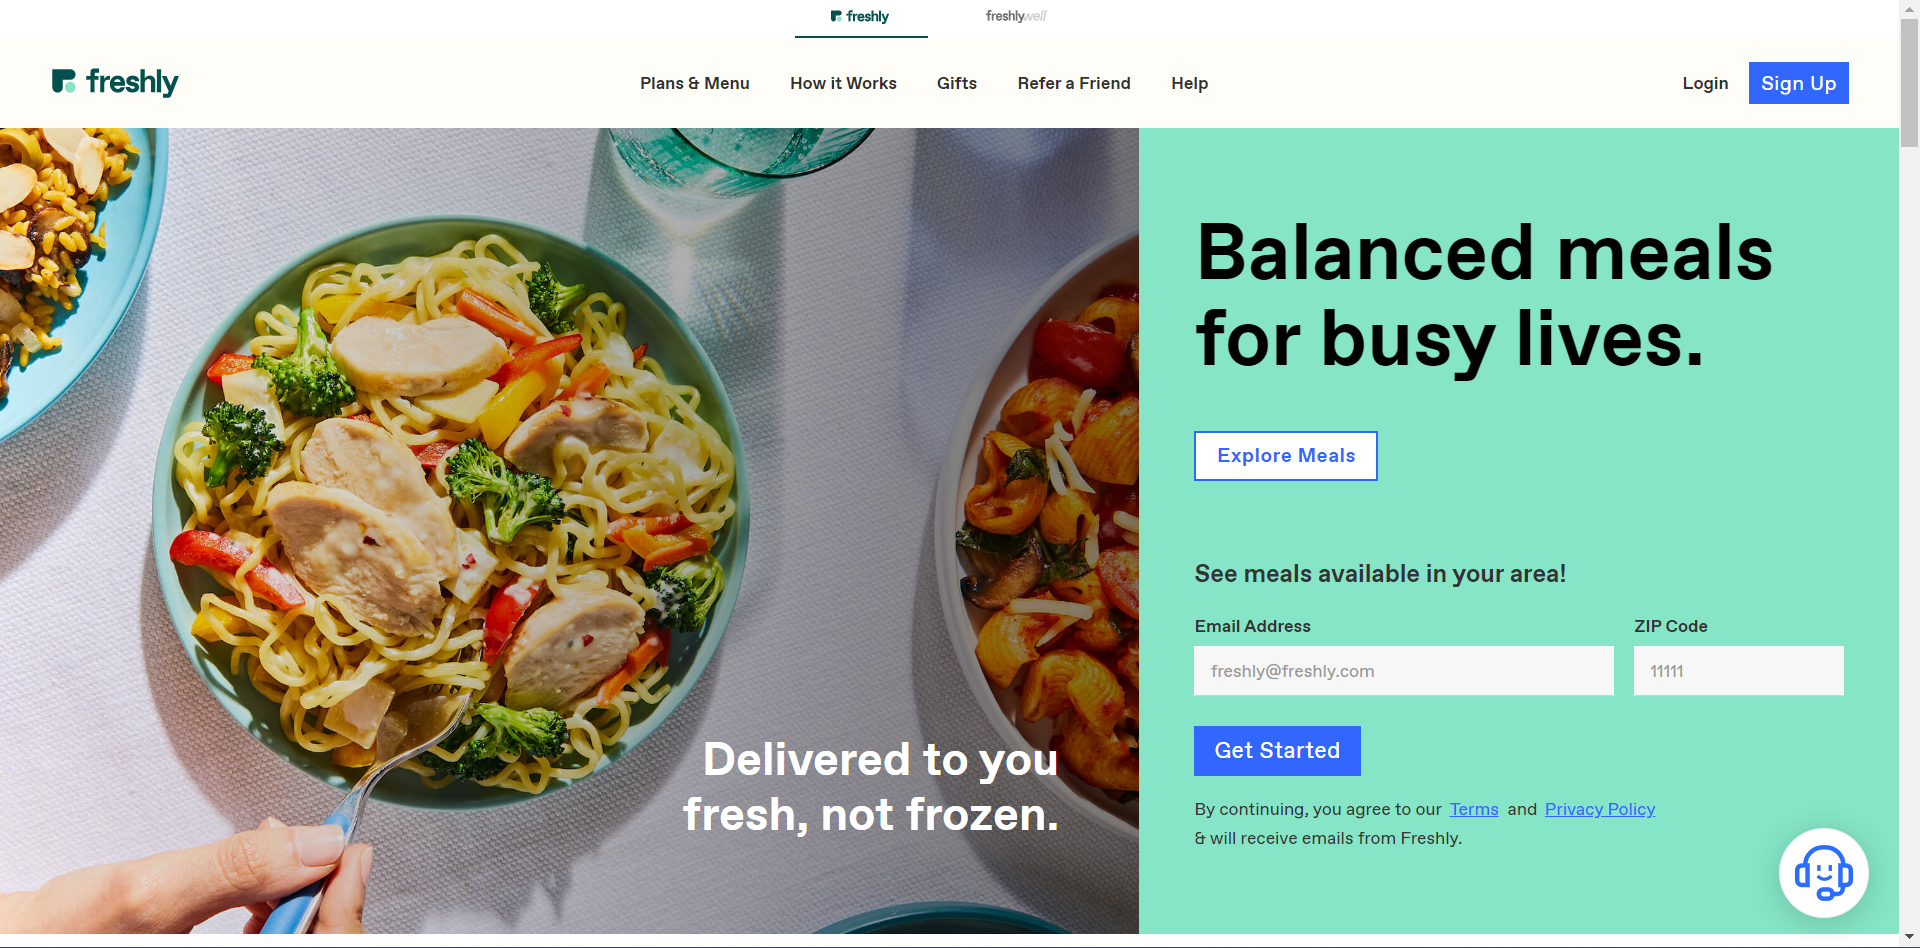 freshly
freshlywell
freshly
Plans & Menu
How it Works
Gifts
Refer a Friend
Help
Login
Sign Up
Balanced meals
for busy lives.
Explore Meals
See meals available in your area!
Email Address
ZIP Code
freshly@freshly.com
11111
Get Started
By continuing, you agree to our Terms and Privacy Policy
& will receive emails from Freshly.
Delivered to you
fresh, not frozen.